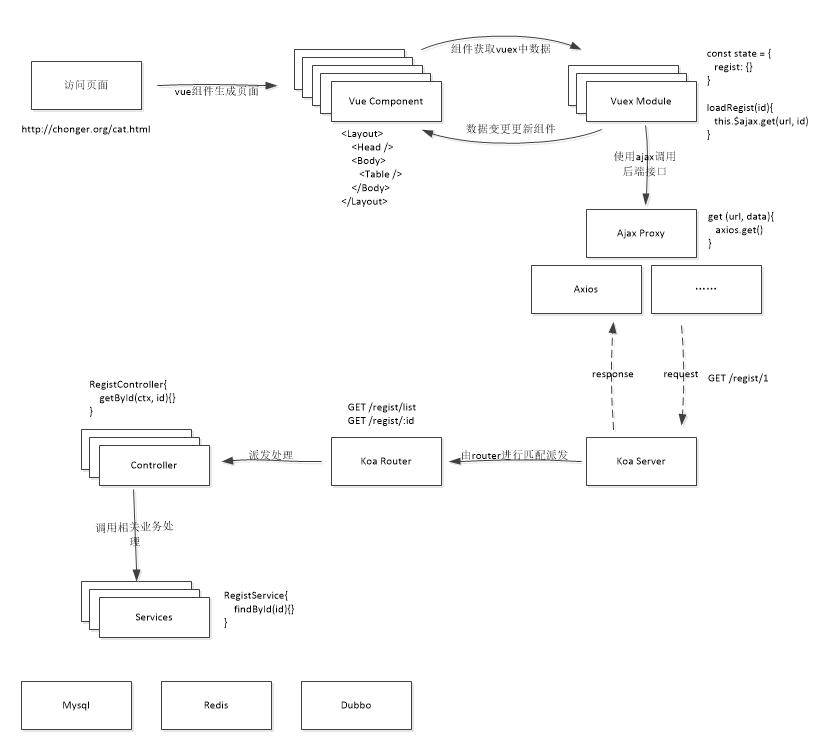 组件获取vuex中数据
const state = {
regist: {}
}
访问页面
vue组件生成页面
Vue Component
Vuex Module
loadRegist(id){
this.$ajax.get(url, id)
}
http://chonger.org/cat.html
数据变更更新组件
<Layout>
<Head />
<Body>
<Table />
</Body>
</Layout>
使用ajax调用
后端接口
Ajax Proxy
get (url, data){
axios.get()
}
Axios
······
response
request
GET /regist/1
RegistController{
getById(ctx, id){}
}
GET /regist/list
GET /regist/:id
Controller
派发处理
Koa Router
由router进行匹配派发
Koa Server
调用相关业务处
理
Services
RegistService{
findById(id){}
}
Mysql
Redis
Dubbo